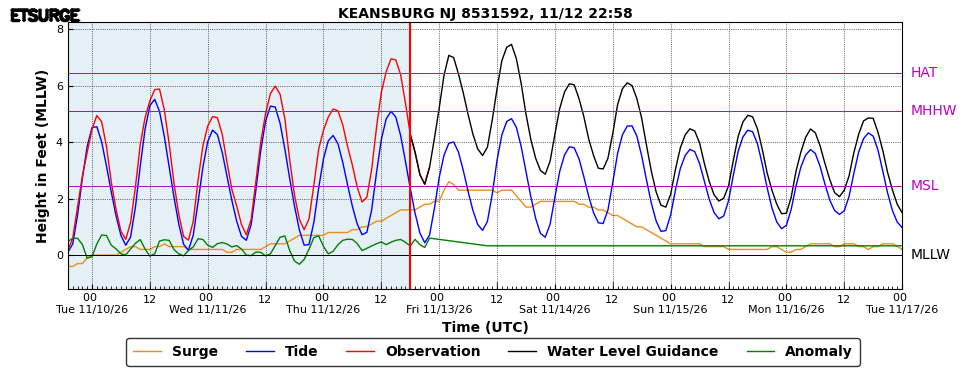 ETSURGE
KEANSBURG NJ 8531592, 11/12 22:58
Height in Feet (MLLW)
8
6
4
2
0
HAT
MHHW
MSL
MLLW
00 12 00 12 00 12 00 12 00 12 00 12 00 12 00
Tue 11/10/26 Wed 11/11/26 Thu 11/12/26 Fri 11/13/26 Sat 11/14/26 Sun 11/15/26 Mon 11/16/26 Tue 11/17/26
Time (UTC)
Surge Tide Observation Water Level Guidance Anomaly